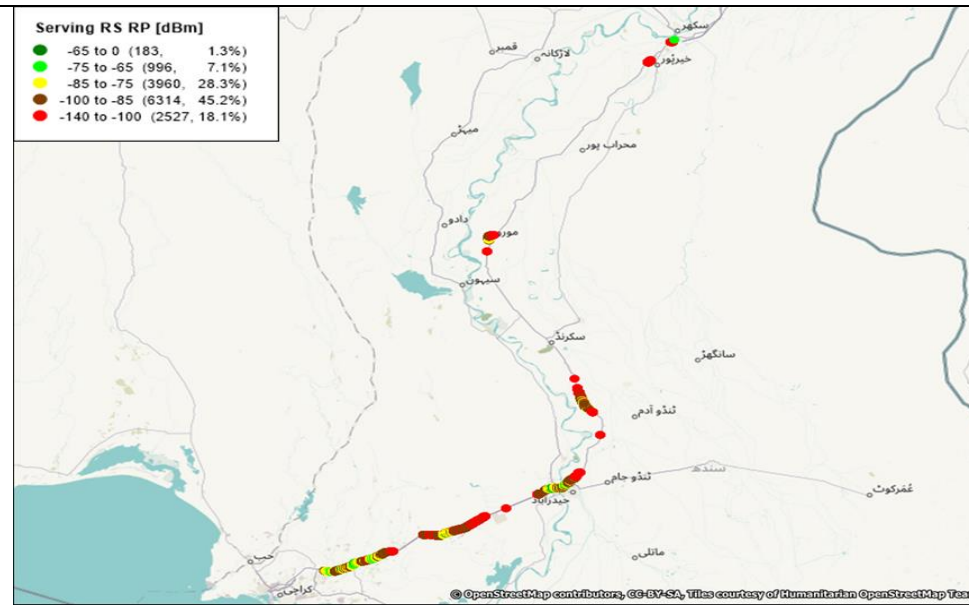 Serving RS RP [dBm]
-65 to 0 (183, 1.3%)
-75 to -65 (996, 7.1%)
-85 to -75 (3960, 28.3%)
-100 to -85 (6314, 45.2%)
-140 to -100 (2527, 18.1%)
سکھر
قمبر
لاڑکانہ
خیرپور
میہڑ
محراب پور
دادو
مورو
سیہون
سکرنڈ
سانگھڑ
ٹنڈو آدم
سندھ
ٹنڈو جام
حیدرآباد
عُمَرکوٹ
حب
ماتلی
کراچی
© OpenStreetMap contributors, CC-BY-SA, Tiles courtesy of Humanitarian OpenStreetMap Tea